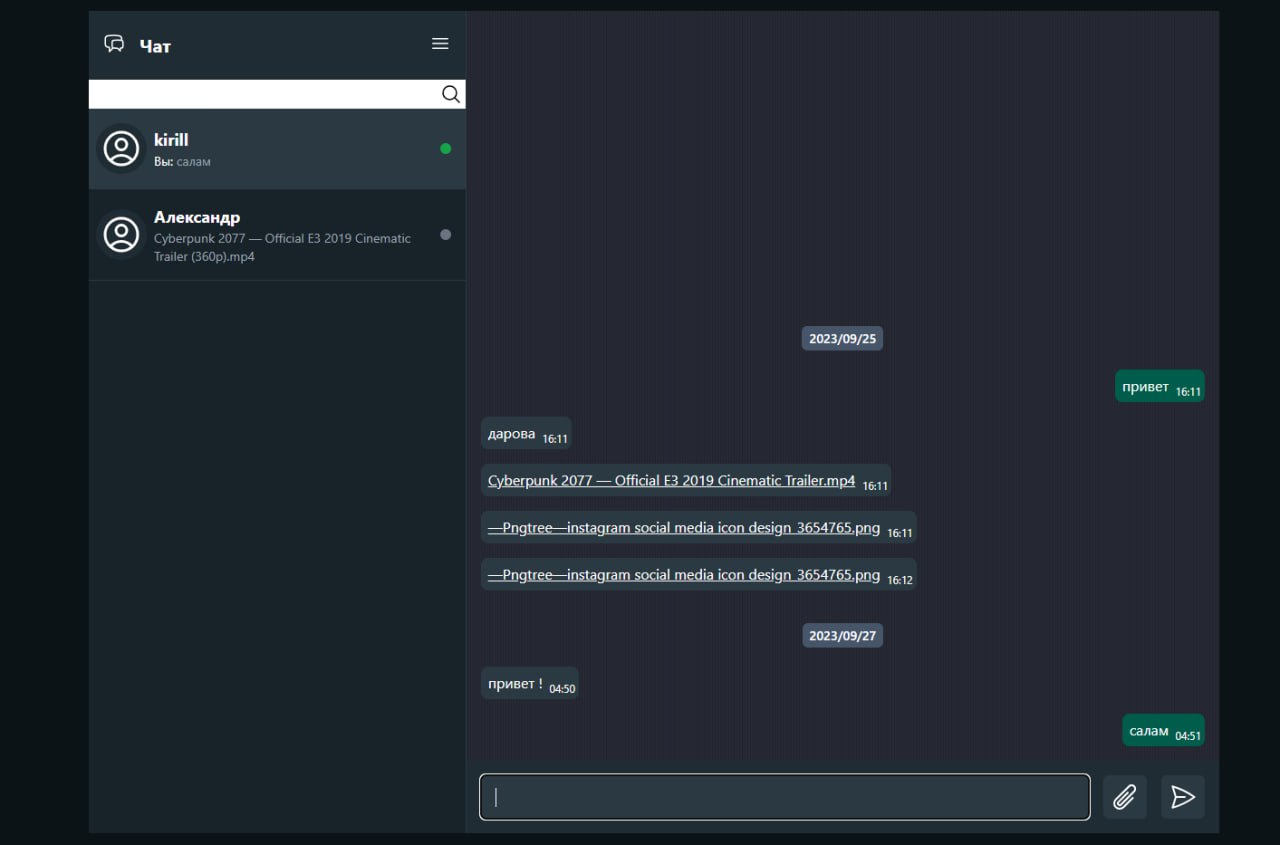 Чат
kirill
Вы: салам
Александр
Cyberpunk 2077 — Official E3 2019 Cinematic
Trailer (360p).mp4
2023/09/25
привет 16:11
дарова 16:11
Cyberpunk 2077 — Official E3 2019 Cinematic Trailer.mp4 16:11
—Pngtree—instagram social media icon design_3654765.png 16:11
—Pngtree—instagram social media icon design_3654765.png 16:12
2023/09/27
привет ! 04:50
салам 04:51